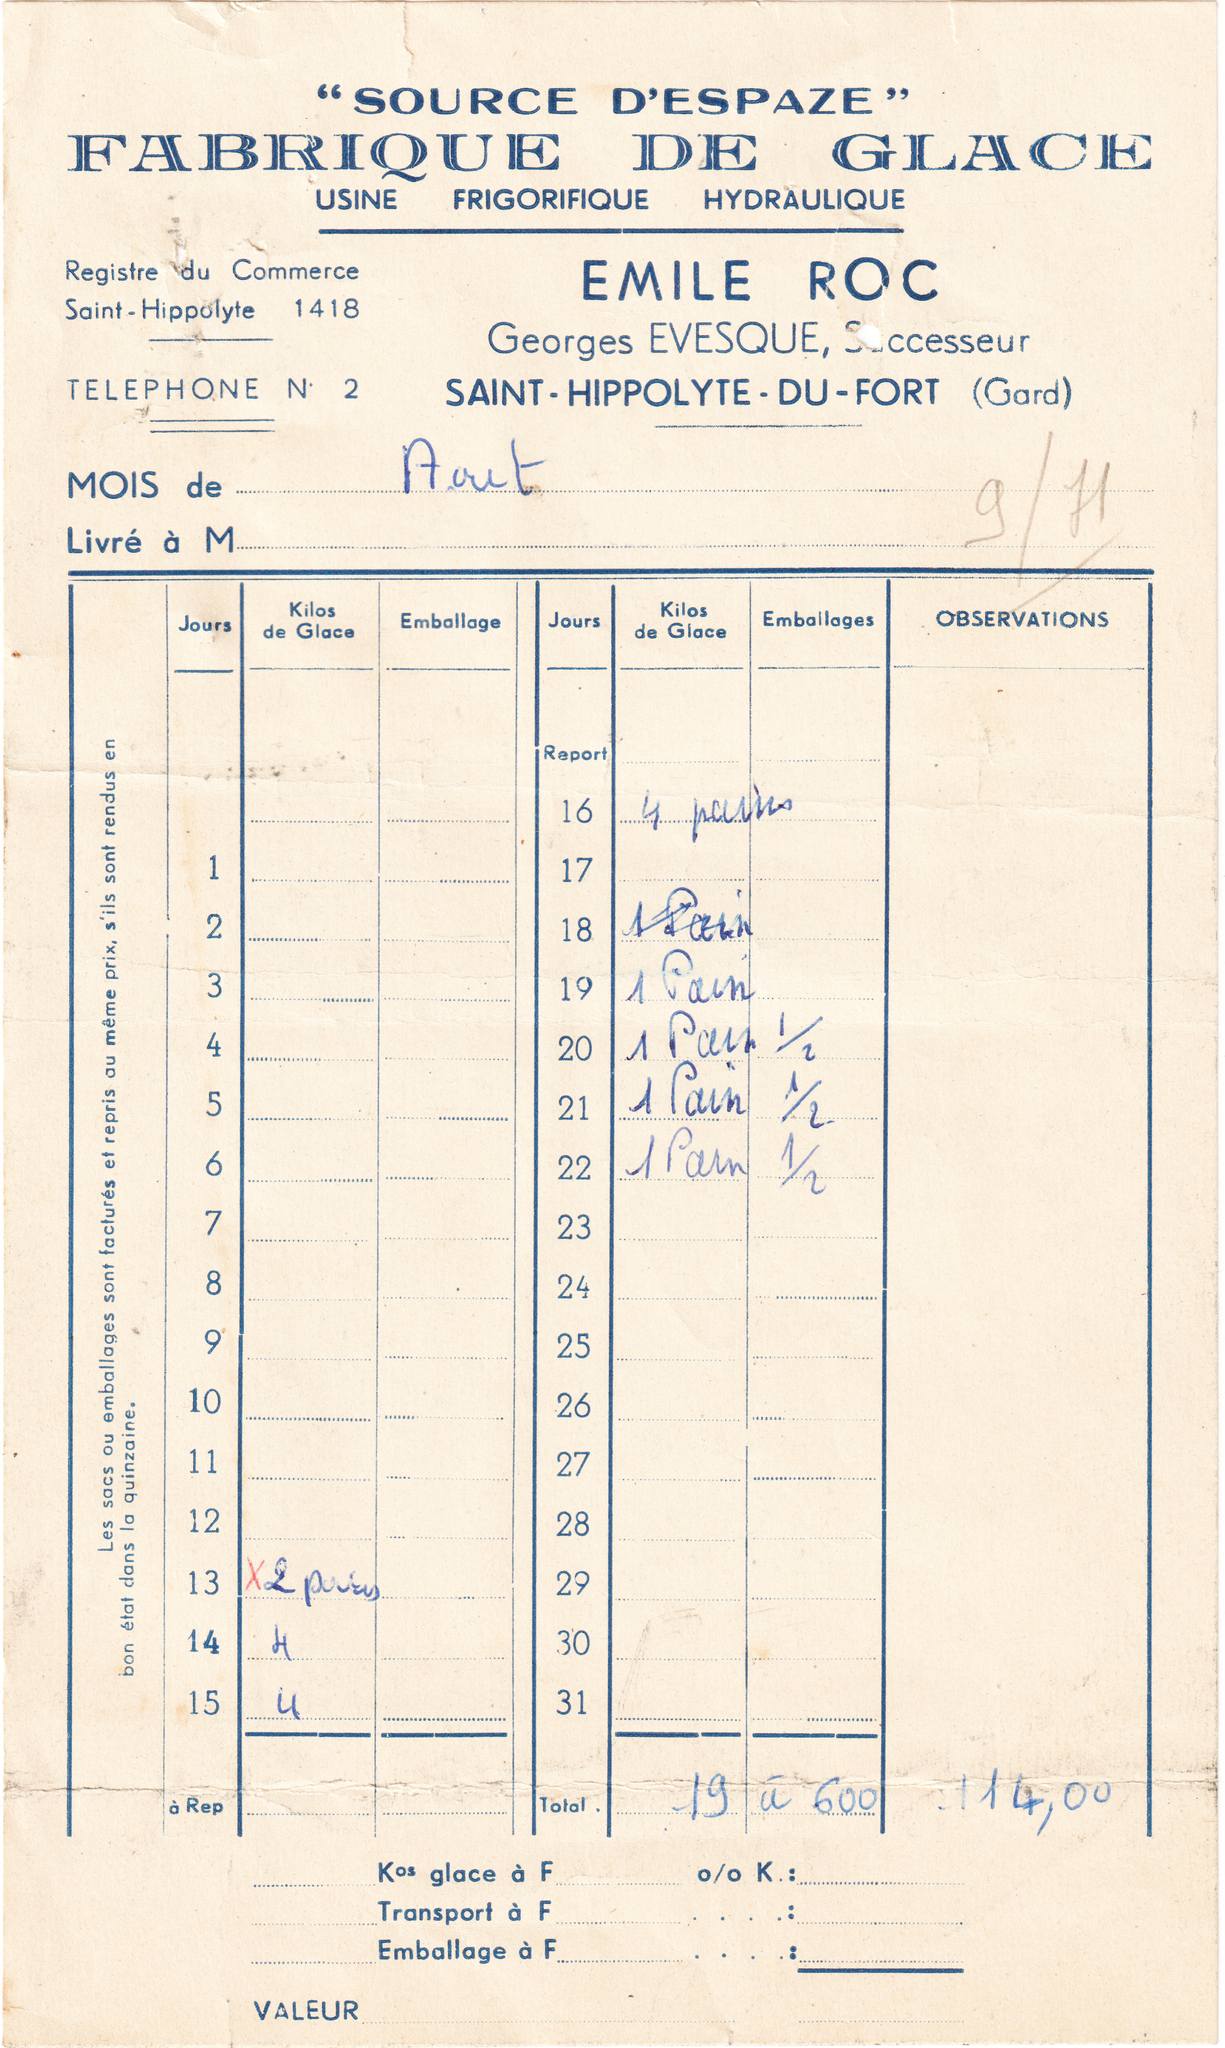 “SOURCE D'ESPAZE”
FABRIQUE DE GLACE
USINE FRIGORIFIQUE HYDRAULIQUE
Registre du Commerce
Saint-Hippolyte 1418
TELEPHONE N· 2
EMILE ROC
Georges EVESQUE, Successeur
SAINT-HIPPOLYTE-DU-FORT (Gard)
MOIS de Aout
9/71
Livré à M
Les sacs ou emballages sont facturés et repris au même prix, s'ils sont rendus en
bon état dans la quinzaine.
Jours Kilos de Glace Emballage Jours Kilos de Glace Emballages OBSERVATIONS
Report
16 4 pains
1 17
2 18 1 Pain
3 19 1 Pain
4 20 1 Pain 1/2
5 21 1 Pain 1/2
6 22 1 Pain 1/2
7 23
8 24
9 25
10 26
11 27
12 28
13 X 2 pains 29
14 4 30
15 4 31
à Rep Total . 19 à 600 114,00
Kos glace à F o/o K.:
Transport à F . . . .:
Emballage à F . . . .:
VALEUR